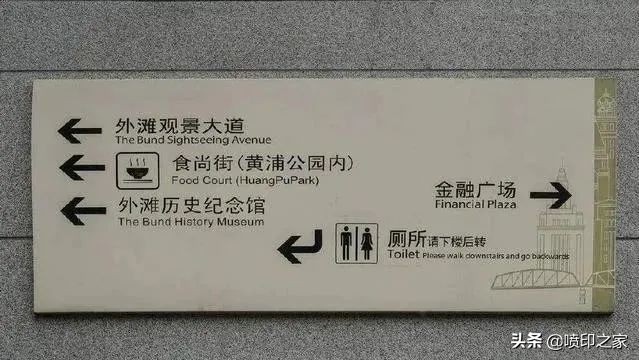 外滩观景大道
The Bund Sightseeing Avenue
食尚街(黄浦公园内)
Food Court (HuangPuPark)
外滩历史纪念馆
The Bund History Museum
金融广场
Financial Plaza
厕所请下楼后转
Toilet Please walk downstairs and go backwards
头条 @喷印之家